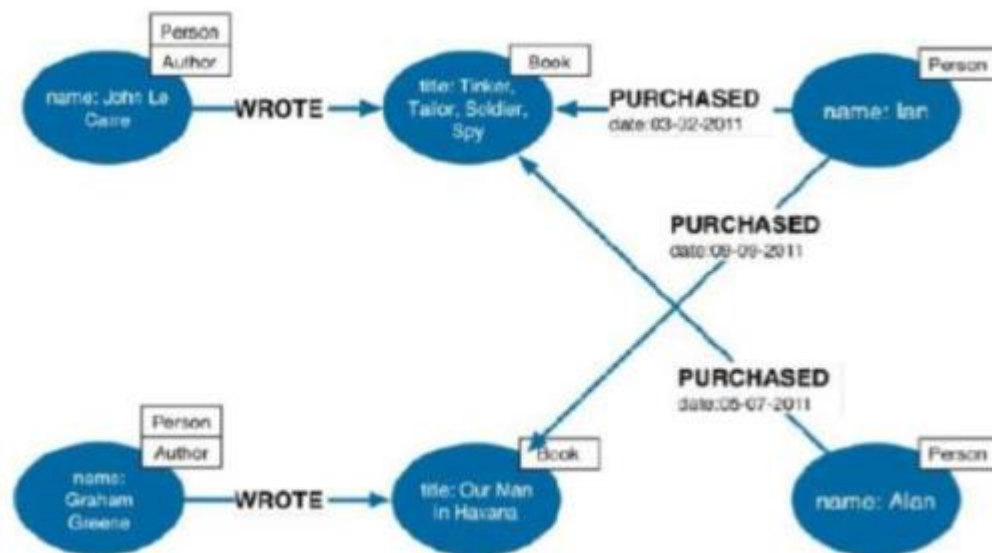 Person
Author
name: John Le
Carre
WROTE
Book
title: Tinker,
Tailor, Soldier,
Spy
PURCHASED
date:03-02-2011
Person
name: Ian
PURCHASED
date:09-09-2011
PURCHASED
date:05-07-2011
Person
Author
name:
Graham
Greene
WROTE
Book
title: Our Man
in Havana
Person
name: Alan